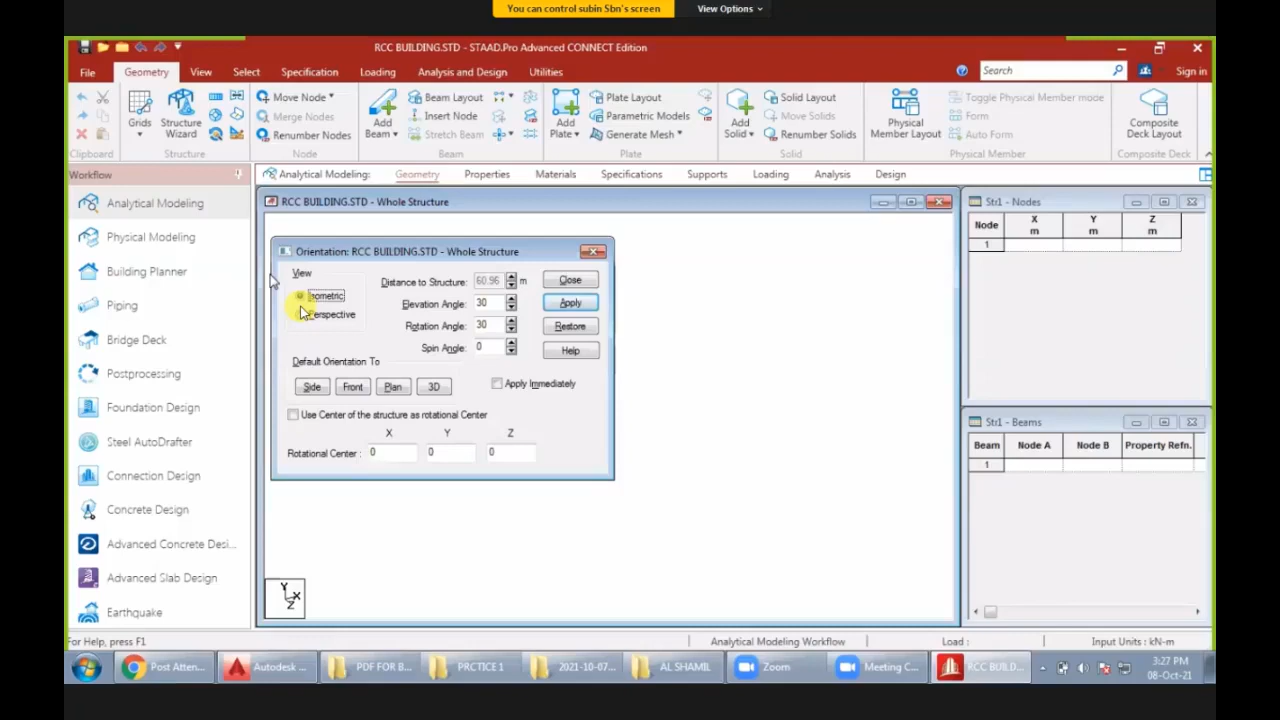 You can control subin Sbn's screen
View Options
RCC BUILDING.STD - STAAD.Pro Advanced CONNECT Edition
File
Geometry
View
Select
Specification
Loading
Analysis and Design
Utilities
Search
Sign in
Grids
Structure Wizard
Move Node
Merge Nodes
Renumber Nodes
Add Beam
Beam Layout
Insert Node
Stretch Beam
Add Plate
Plate Layout
Parametric Models
Generate Mesh
Add Solid
Solid Layout
Move Solids
Renumber Solids
Physical Member Layout
Toggle Physical Member mode
Form
Auto Form
Composite Deck Layout
Clipboard
Structure
Node
Beam
Plate
Solid
Physical Member
Composite Deck
Workflow
Analytical Modeling:
Geometry
Properties
Materials
Specifications
Supports
Loading
Analysis
Design
Analytical Modeling
Physical Modeling
Building Planner
Piping
Bridge Deck
Postprocessing
Foundation Design
Steel AutoDrafter
Connection Design
Concrete Design
Advanced Concrete Desi...
Advanced Slab Design
Earthquake
RCC BUILDING.STD - Whole Structure
Orientation: RCC BUILDING.STD - Whole Structure
View
Perspective
Distance to Structure: 60.96 m
Elevation Angle: 30
Rotation Angle: 30
Spin Angle: 0
Close
Apply
Restore
Help
Default Orientation To
Side
Front
Plan
3D
Apply Immediately
Use Center of the structure as rotational Center
X Y Z
Rotational Center : 0 0 0
Y
X
Z
Str1 - Nodes
Node X m Y m Z m
1
Str1 - Beams
Beam Node A Node B Property Refn.
1
For Help, press F1
Analytical Modeling Workflow
Load :
Input Units : kN-m
Post Atten...
Autodesk ...
PDF FOR B...
PRCTICE 1
2021-10-07...
AL SHAMIL
Zoom
Meeting C...
RCC BUILD...
3:27 PM
08-Oct-21